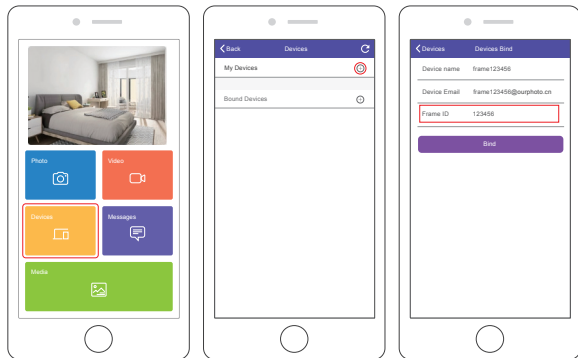 Photo
Video
Devices
Messages
Media
Back Devices
My Devices
Bound Devices
Devices Devices Bind
Device name frame123456
Device Email frame123456@ourphoto.cn
Frame ID 123456
Bind